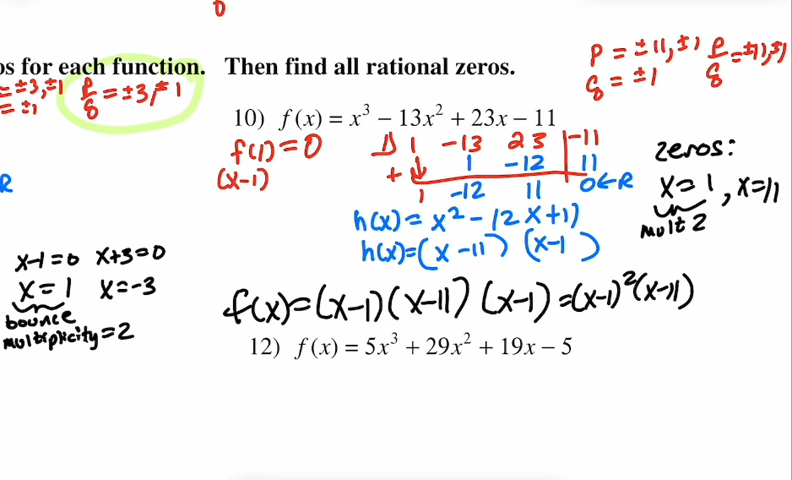 0
os for each function. Then find all rational zeros.
= ±3, ±1
= ±1
p/q = ±3, ±1
p = ±11, ±1
q = ±1
p/q = ±11, ±1
10) f(x) = x³ − 13x² + 23x − 11
f(1) = 0
(x-1)
1 -13 23 -11
+ 1 -12 11
1 -12 11 0 ← R
R
h(x) = x² - 12x + 11
h(x) = (x - 11) (x - 1)
zeros:
x = 1, x = 11
mult 2
x-1=0 x+3=0
x = 1 x = -3
bounce
multiplicity = 2
f(x) = (x-1)(x-11)(x-1) = (x-1)²(x-11)
12) f(x) = 5x³ + 29x² + 19x − 5